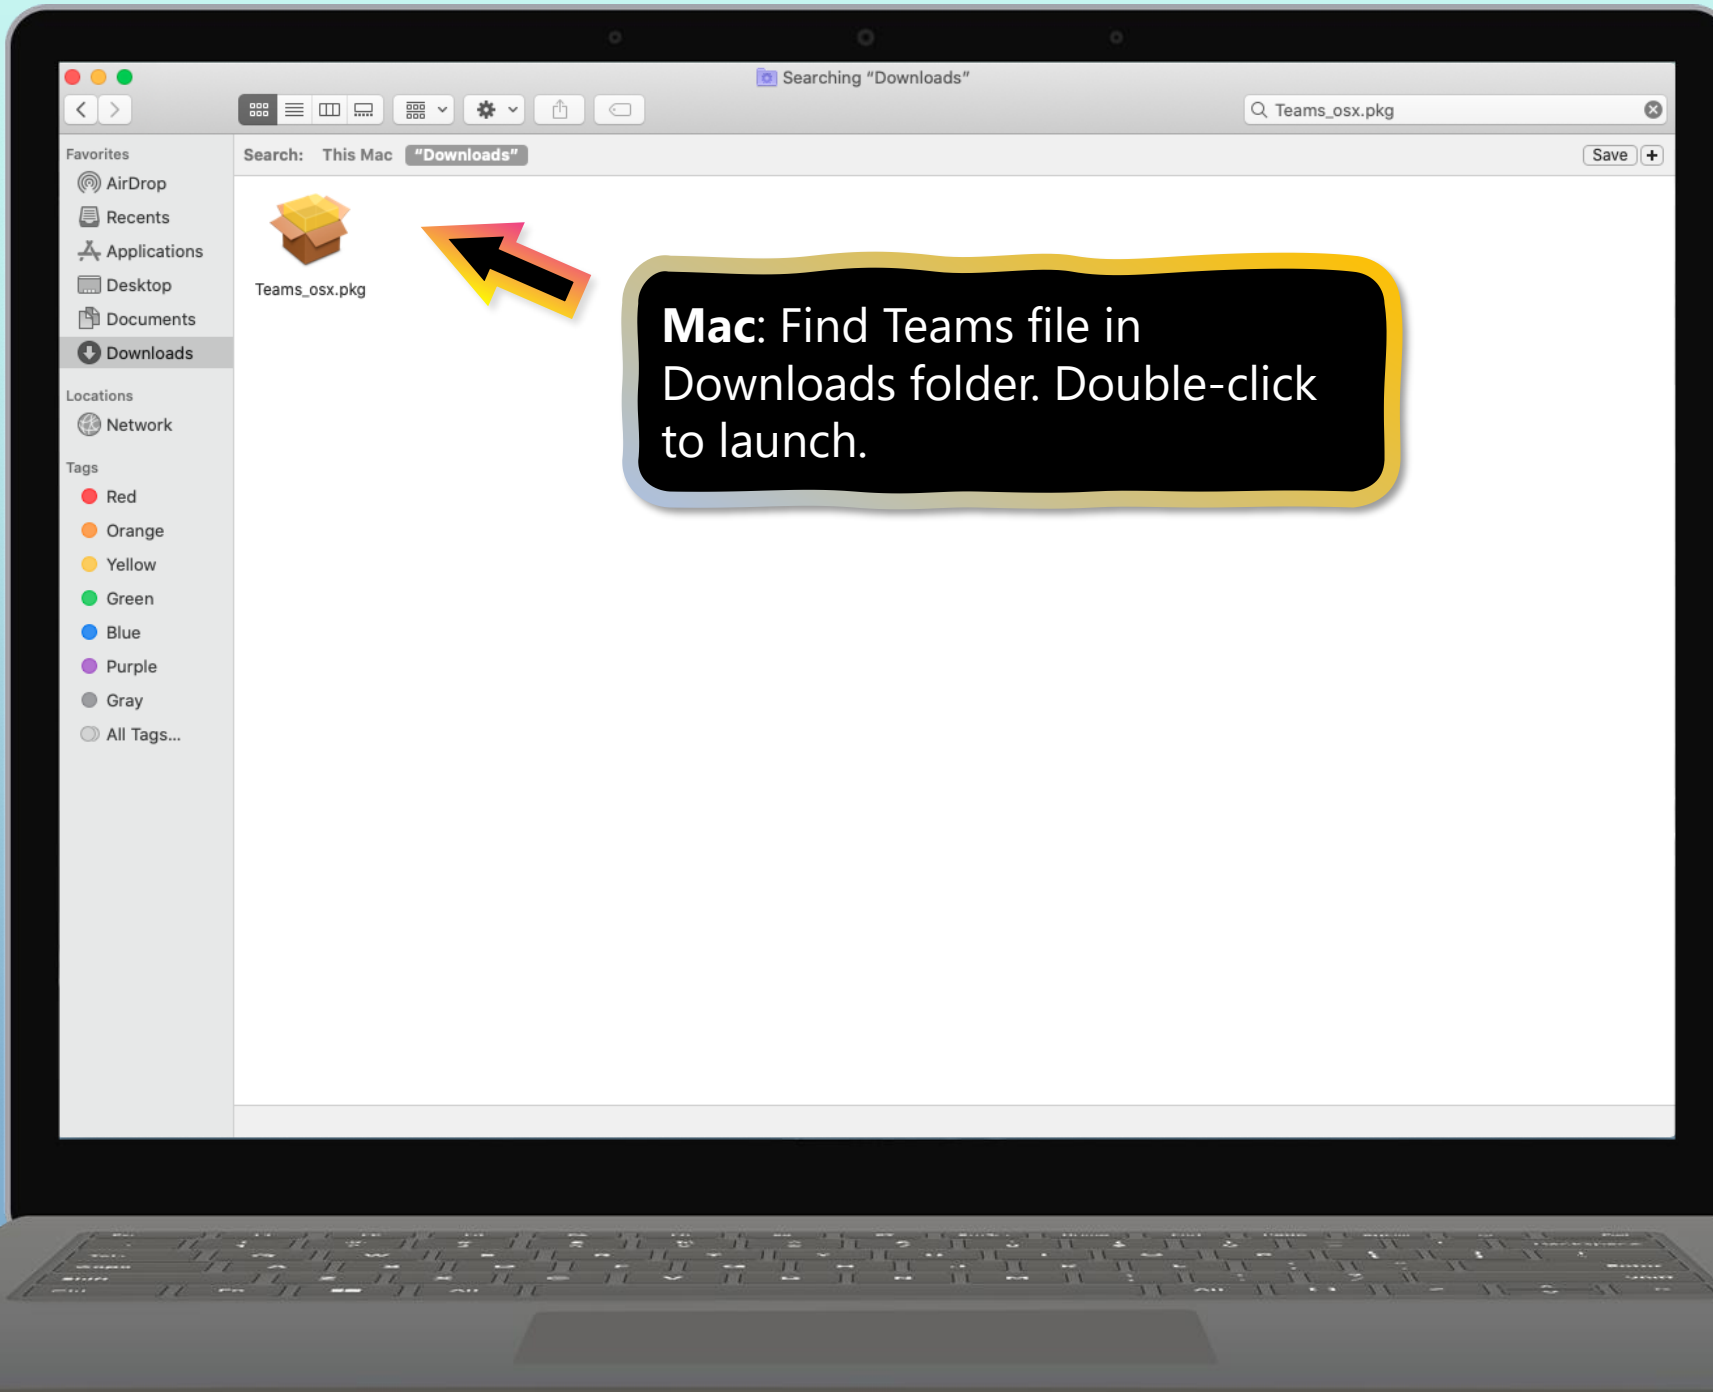 Searching “Downloads”
Teams_osx.pkg
Favorites
AirDrop
Recents
Applications
Desktop
Documents
Downloads
Locations
Network
Tags
Red
Orange
Yellow
Green
Blue
Purple
Gray
All Tags...
Search: This Mac “Downloads” Save +
Teams_osx.pkg
Mac: Find Teams file in
Downloads folder. Double-click
to launch.